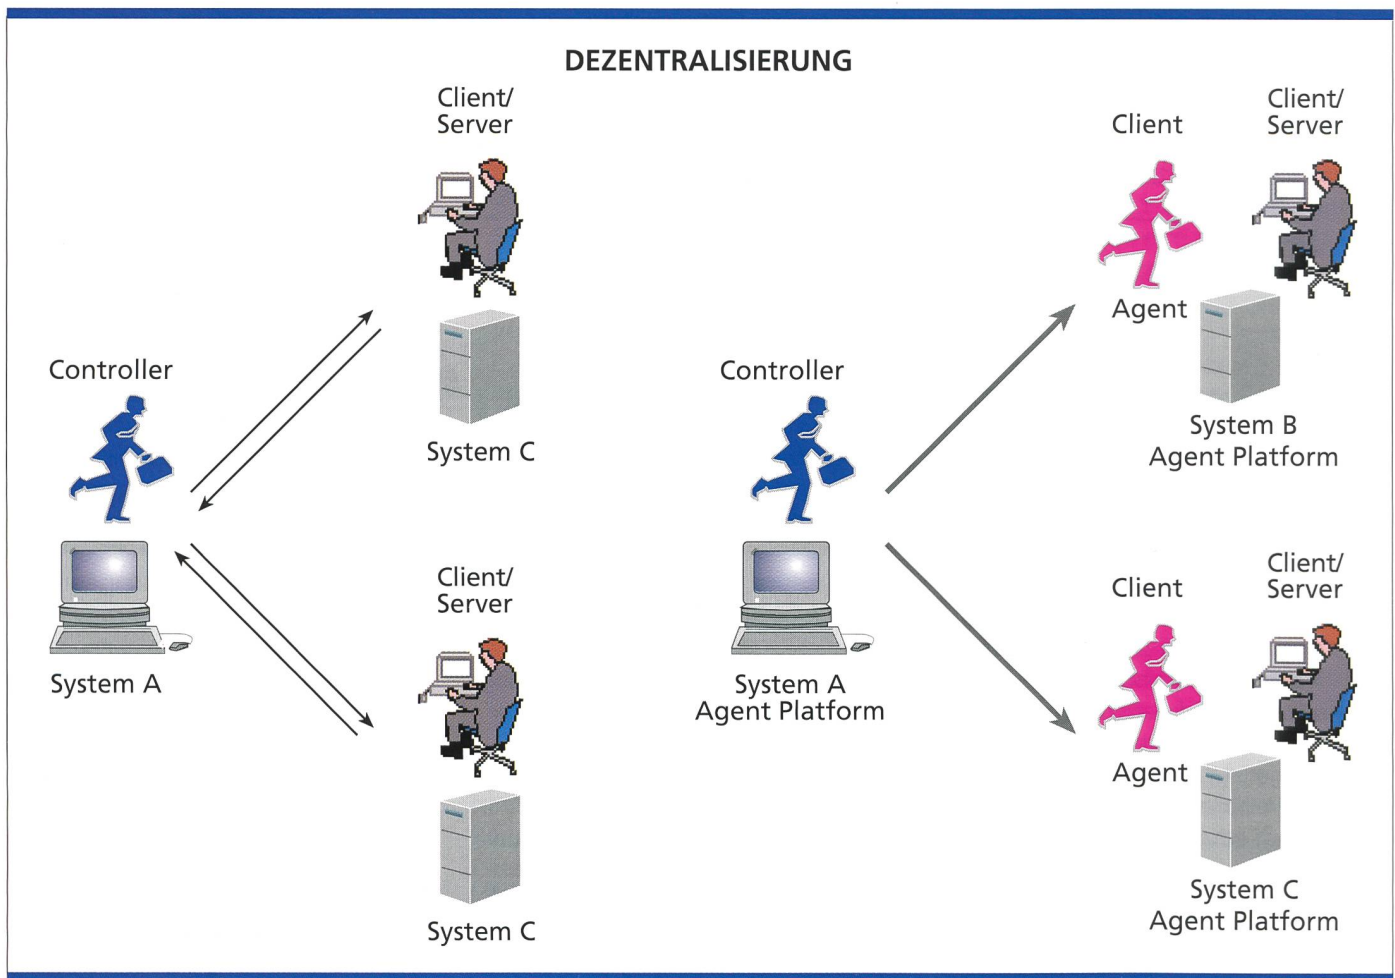 DEZENTRALISIERUNG
Client/
Server
System C
Controller
System A
Client/
Server
System C
Client
Client/
Server
Agent
System B
Agent Platform
Controller
System A
Agent Platform
Client
Client/
Server
Agent
System C
Agent Platform